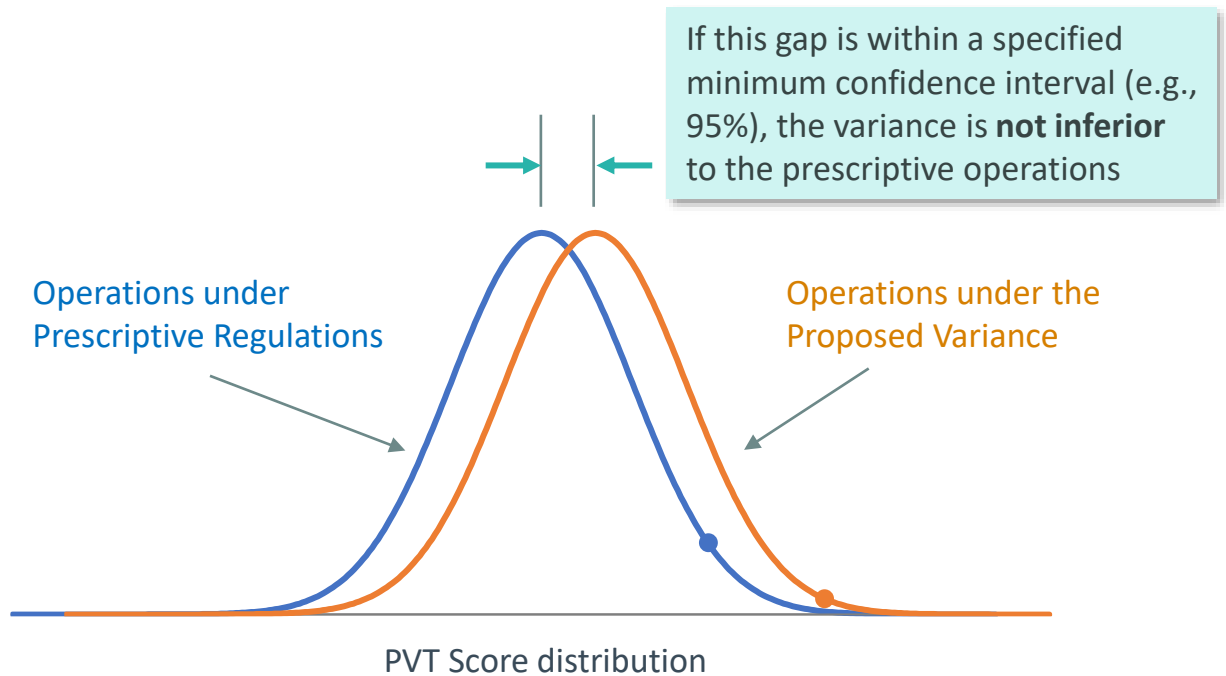 If this gap is within a specified
minimum confidence interval (e.g.,
95%), the variance is not inferior
to the prescriptive operations
Operations under
Prescriptive Regulations
Operations under the
Proposed Variance
PVT Score distribution